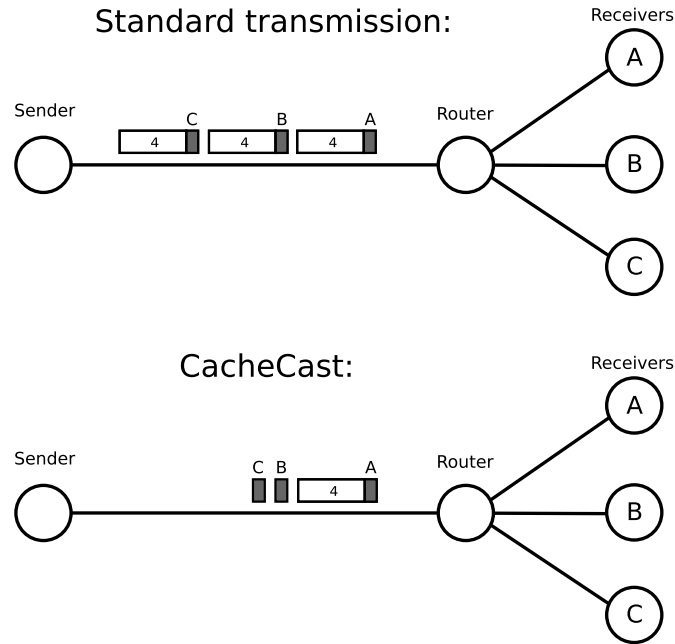 Standard transmission:
Receivers
A
Sender
C B A
Router
4 4 4
B
C
CacheCast:
Receivers
A
Sender
Router
C B A
4
B
C